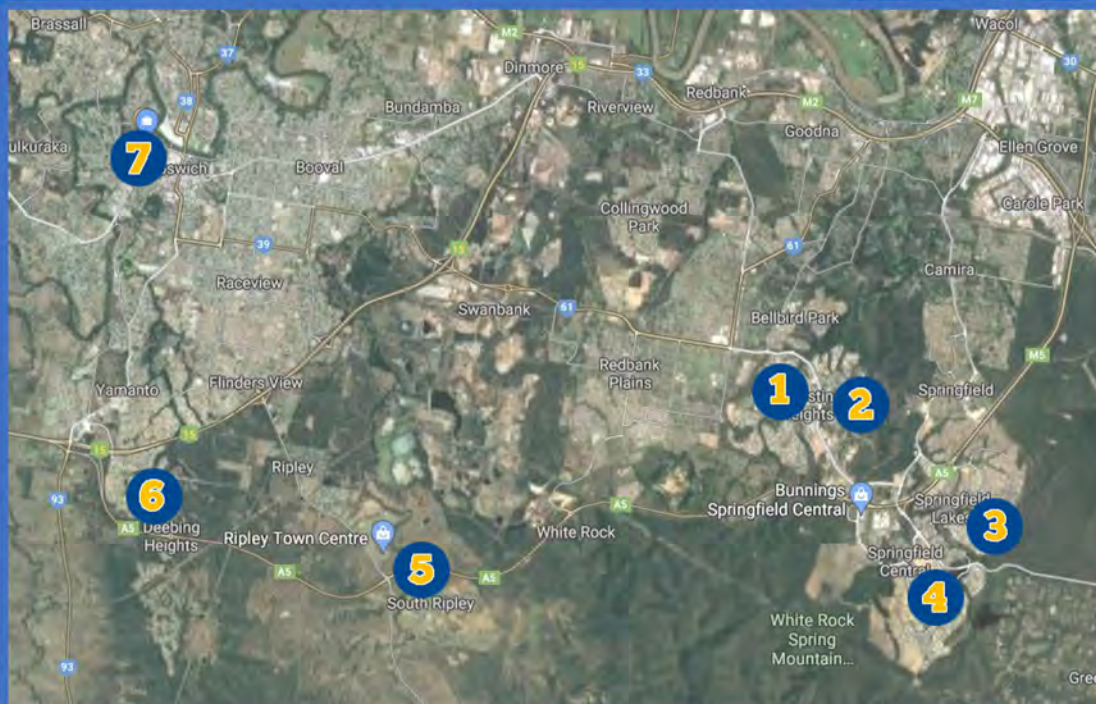 Brassall
Wacol
37
M2
30
Dinmore
15
33
Redbank
M7
38
Bundamba
Riverview
M2
Goodna
7
Booval
Ellen Grove
Collingwood
Park
Carole Park
39
15
61
Raceview
Camira
Swanbank
61
Bellbird Park
M5
Redbank
Plains
Yamanto
Flinders View
1
2
Springfield
15
15
Ripley
A5
93
6
Bunnings
Springfield Central
A5
Springfield
A5
Deebing
Heights
Ripley Town Centre
White Rock
3
Springfield
Central
A5
5
A5
South Ripley
4
White Rock
Spring
Mountain...
93